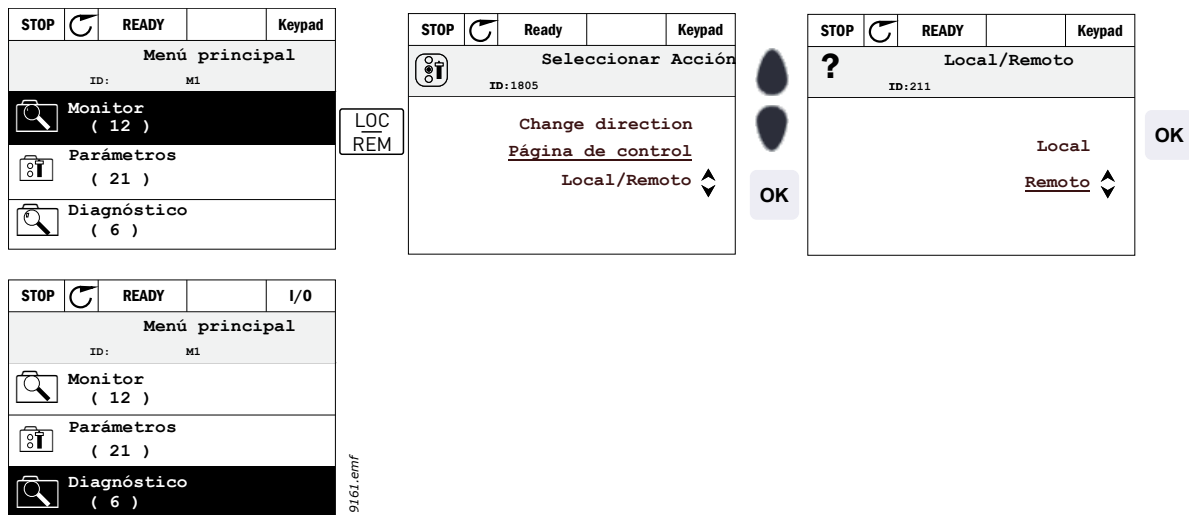 STOP READY Keypad
Menú principal
ID: M1
Monitor
( 12 )
Parámetros
( 21 )
Diagnóstico
( 6 )
LOC
REM
STOP Ready Keypad
Seleccionar Acción
ID:1805
Change direction
Página de control
Local/Remoto
OK
STOP READY Keypad
?
Local/Remoto
ID:211
Local
Remoto
OK
STOP READY I/O
Menú principal
ID: M1
Monitor
( 12 )
Parámetros
( 21 )
Diagnóstico
( 6 )
9161.emf